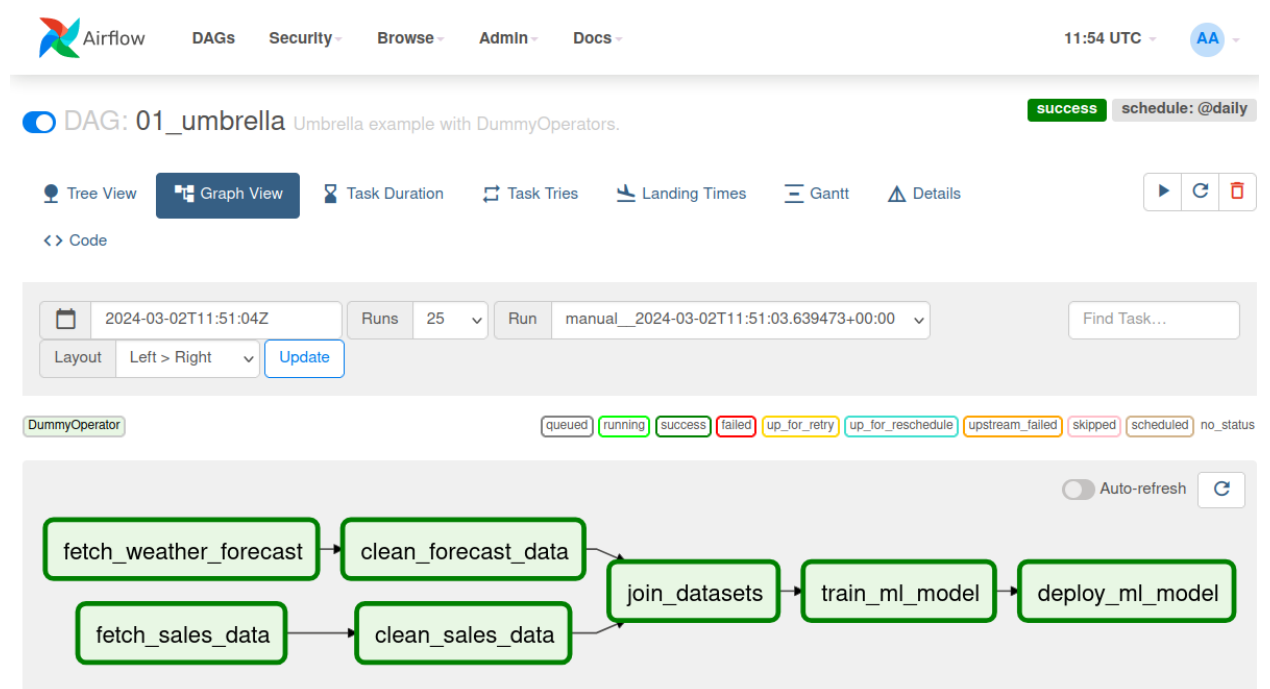 Airflow DAGs Security Browse Admin Docs 11:54 UTC AA
DAG: 01_umbrella Umbrella example with DummyOperators. success schedule: @daily
Tree View Graph View Task Duration Task Tries Landing Times Gantt Details
Code
2024-03-02T11:51:04Z Runs 25 Run manual__2024-03-02T11:51:03.639473+00:00 Find Task...
Layout Left > Right Update
DummyOperator queued running success failed up_for_retry up_for_reschedule upstream_failed skipped scheduled no_status
Auto-refresh
fetch_weather_forecast clean_forecast_data
join_datasets train_ml_model deploy_ml_model
fetch_sales_data clean_sales_data